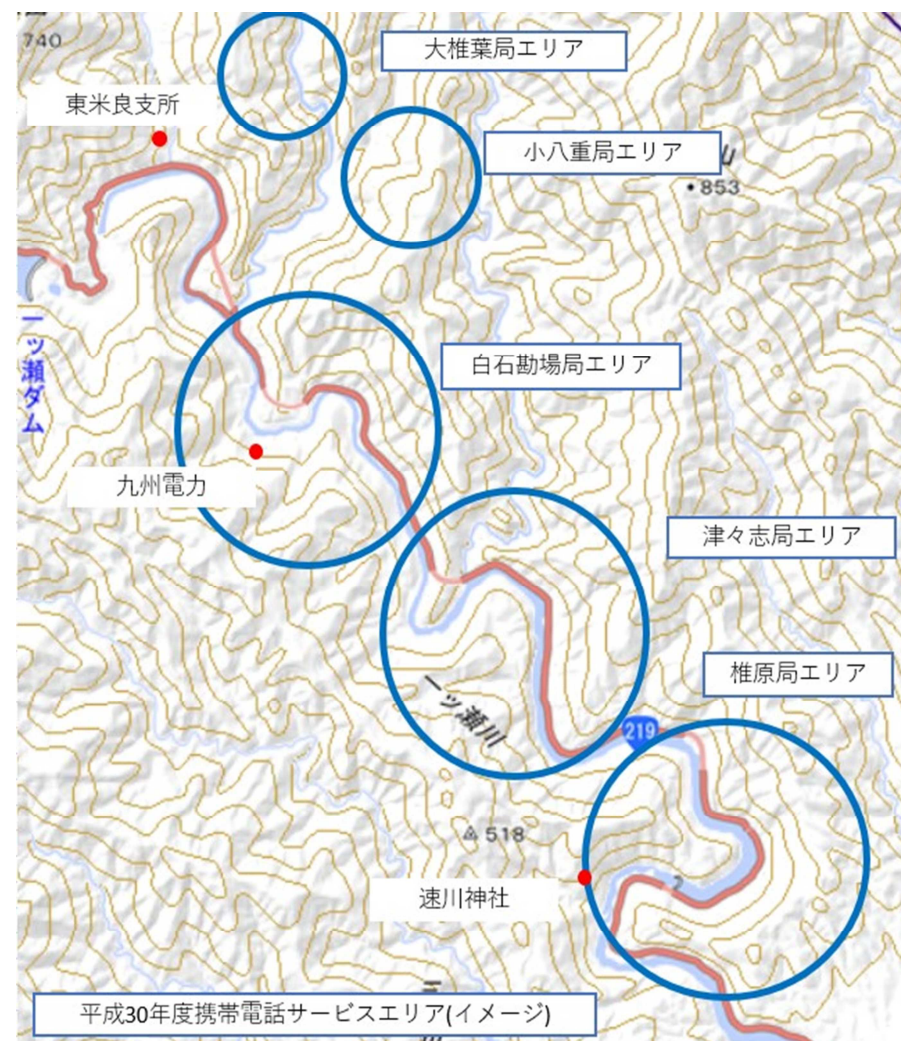 740
大椎葉局エリア
東米良支所
小八重局エリア
山
853
一ッ瀬ダム
白石勘場局エリア
九州電力
津々志局エリア
椎原局エリア
一ッ瀬川
219
518
2
速川神社
平成30年度携帯電話サービスエリア(イメージ)